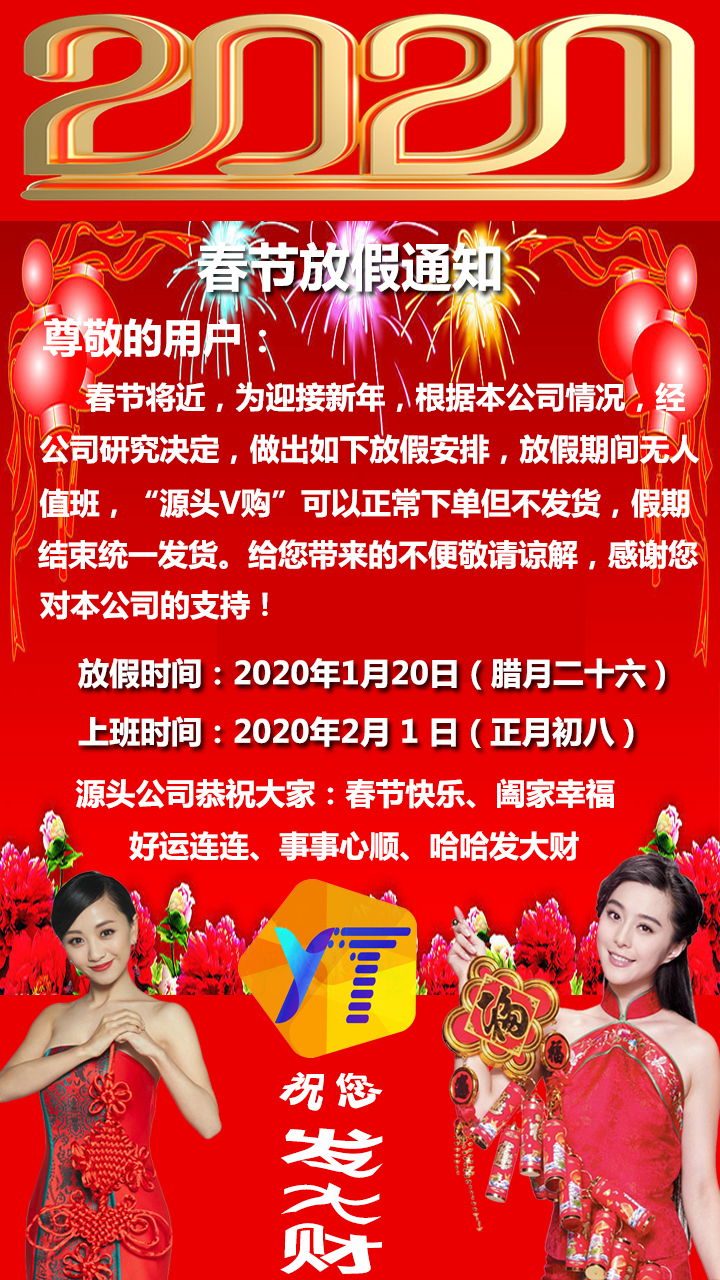 2020
春节放假通知
尊敬的用户：
春节将近，为迎接新年，根据本公司情况，经
公司研究决定，做出如下放假安排，放假期间无人
值班，“源头V购”可以正常下单但不发货，假期
结束统一发货。给您带来的不便敬请谅解，感谢您
对本公司的支持！
放假时间：2020年1月20日（腊月二十六）
上班时间：2020年2月 1 日（正月初八）
源头公司恭祝大家：春节快乐、阖家幸福
好运连连、事事心顺、哈哈发大财
YT
福
祝您
发大财